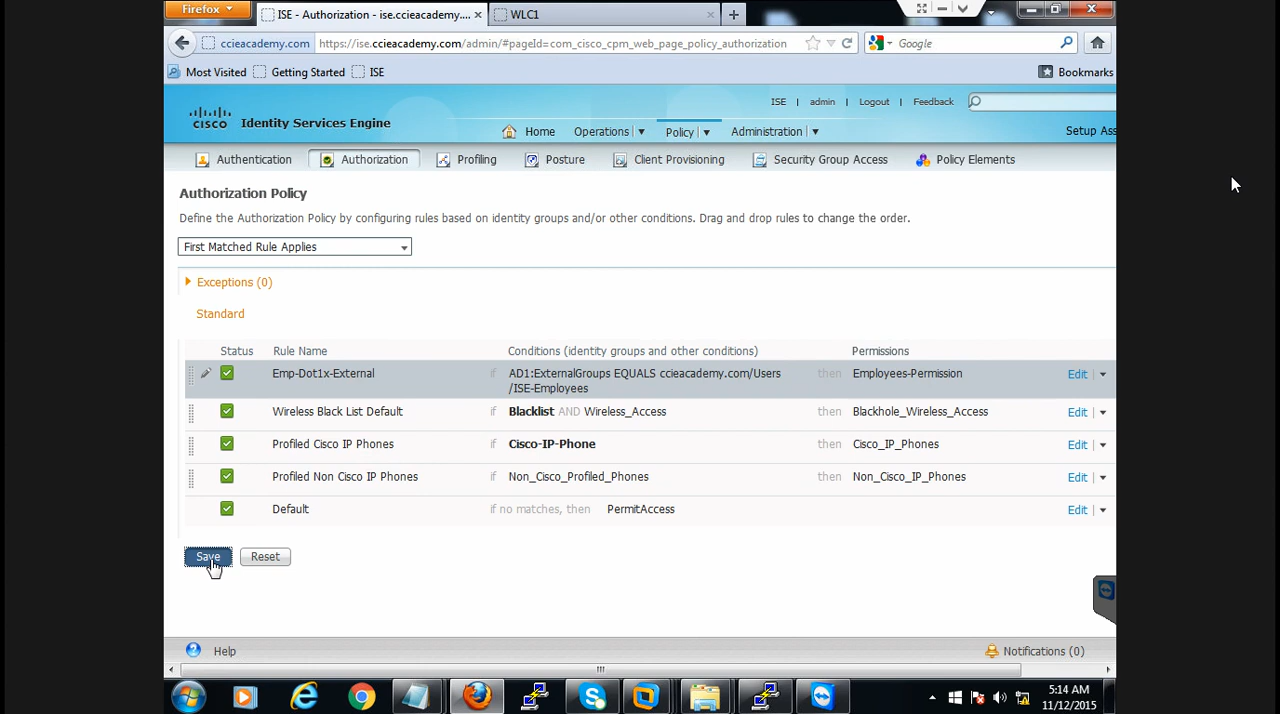 Firefox
ISE - Authorization - ise.ccieacademy....
WLC1
ccieacademy.com
https://ise.ccieacademy.com/admin/#pageId=com_cisco_cpm_web_page_policy_authorization
Google
Most Visited
Getting Started
ISE
Bookmarks
ISE | admin | Logout | Feedback
CISCO Identity Services Engine
Home
Operations
Policy
Administration
Setup Ass
Authentication
Authorization
Profiling
Posture
Client Provisioning
Security Group Access
Policy Elements
Authorization Policy
Define the Authorization Policy by configuring rules based on identity groups and/or other conditions. Drag and drop rules to change the order.
First Matched Rule Applies
Exceptions (0)
Standard
Status Rule Name Conditions (identity groups and other conditions) Permissions
Emp-Dot1x-External if AD1:ExternalGroups EQUALS ccieacademy.com/Users then Employees-Permission Edit
/ISE-Employees
Wireless Black List Default if Blacklist AND Wireless_Access then Blackhole_Wireless_Access Edit
Profiled Cisco IP Phones if Cisco-IP-Phone then Cisco_IP_Phones Edit
Profiled Non Cisco IP Phones if Non_Cisco_Profiled_Phones then Non_Cisco_IP_Phones Edit
Default if no matches, then PermitAccess Edit
Save
Reset
Help
Notifications (0)
5:14 AM
11/12/2015